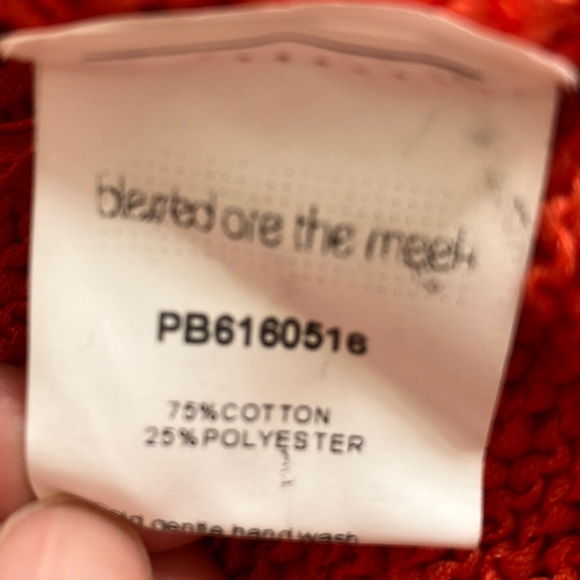 blessed are the meek
PB6160516
75%COTTON
25%POLYESTER
gentle hand wash